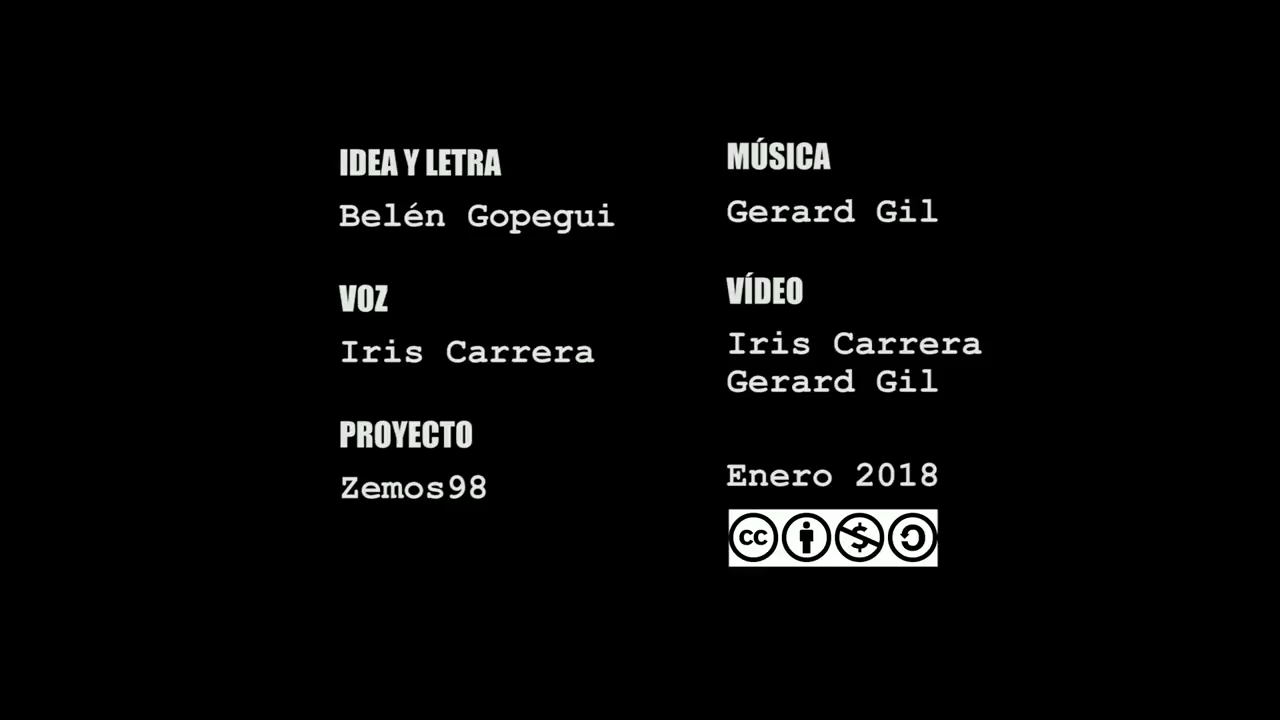 IDEA Y LETRA
Belén Gopegui
VOZ
Iris Carrera
PROYECTO
Zemos98
MÚSICA
Gerard Gil
VÍDEO
Iris Carrera
Gerard Gil
Enero 2018
cc